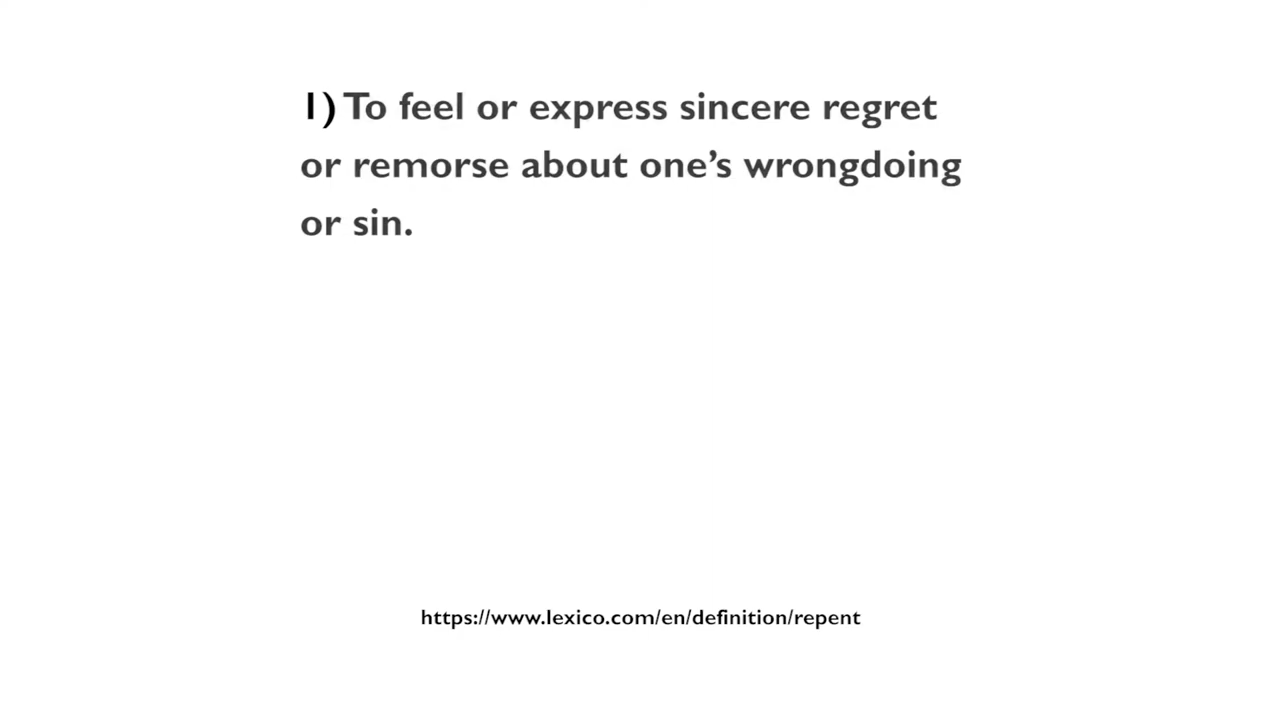 1) To feel or express sincere regret
or remorse about one’s wrongdoing
or sin.
https://www.lexico.com/en/definition/repent